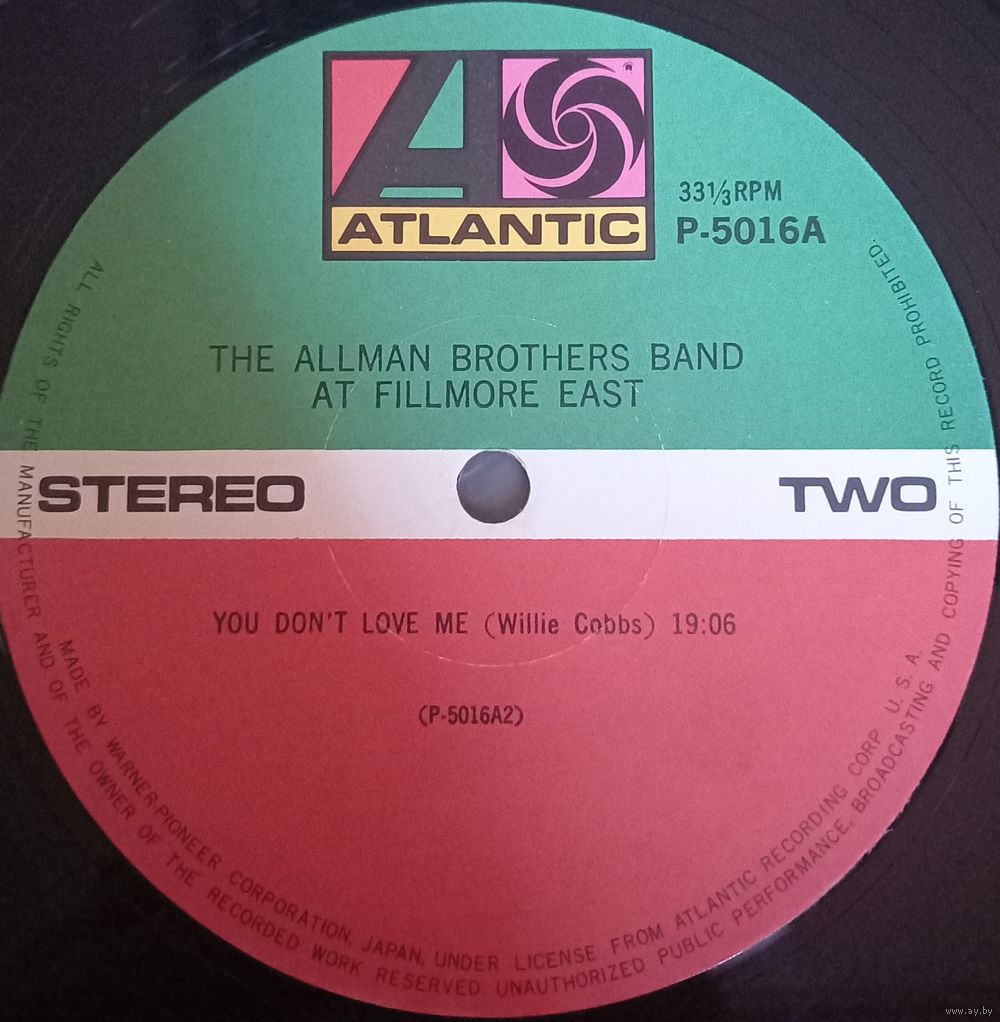 ATLANTIC
33⅓RPM
P-5016A
THE ALLMAN BROTHERS BAND
AT FILLMORE EAST
STEREO
TWO
YOU DON'T LOVE ME (Willie Cobbs) 19:06
(P-5016A2)
MADE BY WARNER-PIONEER CORPORATION, JAPAN, UNDER LICENSE FROM ATLANTIC RECORDING CORP. U. S. A.
ALL RIGHTS OF THE MANUFACTURER AND OF THE OWNER OF THE RECORDED WORK RESERVED. UNAUTHORIZED PUBLIC PERFORMANCE, BROADCASTING AND COPYING OF THIS RECORD PROHIBITED.
www.ay.by